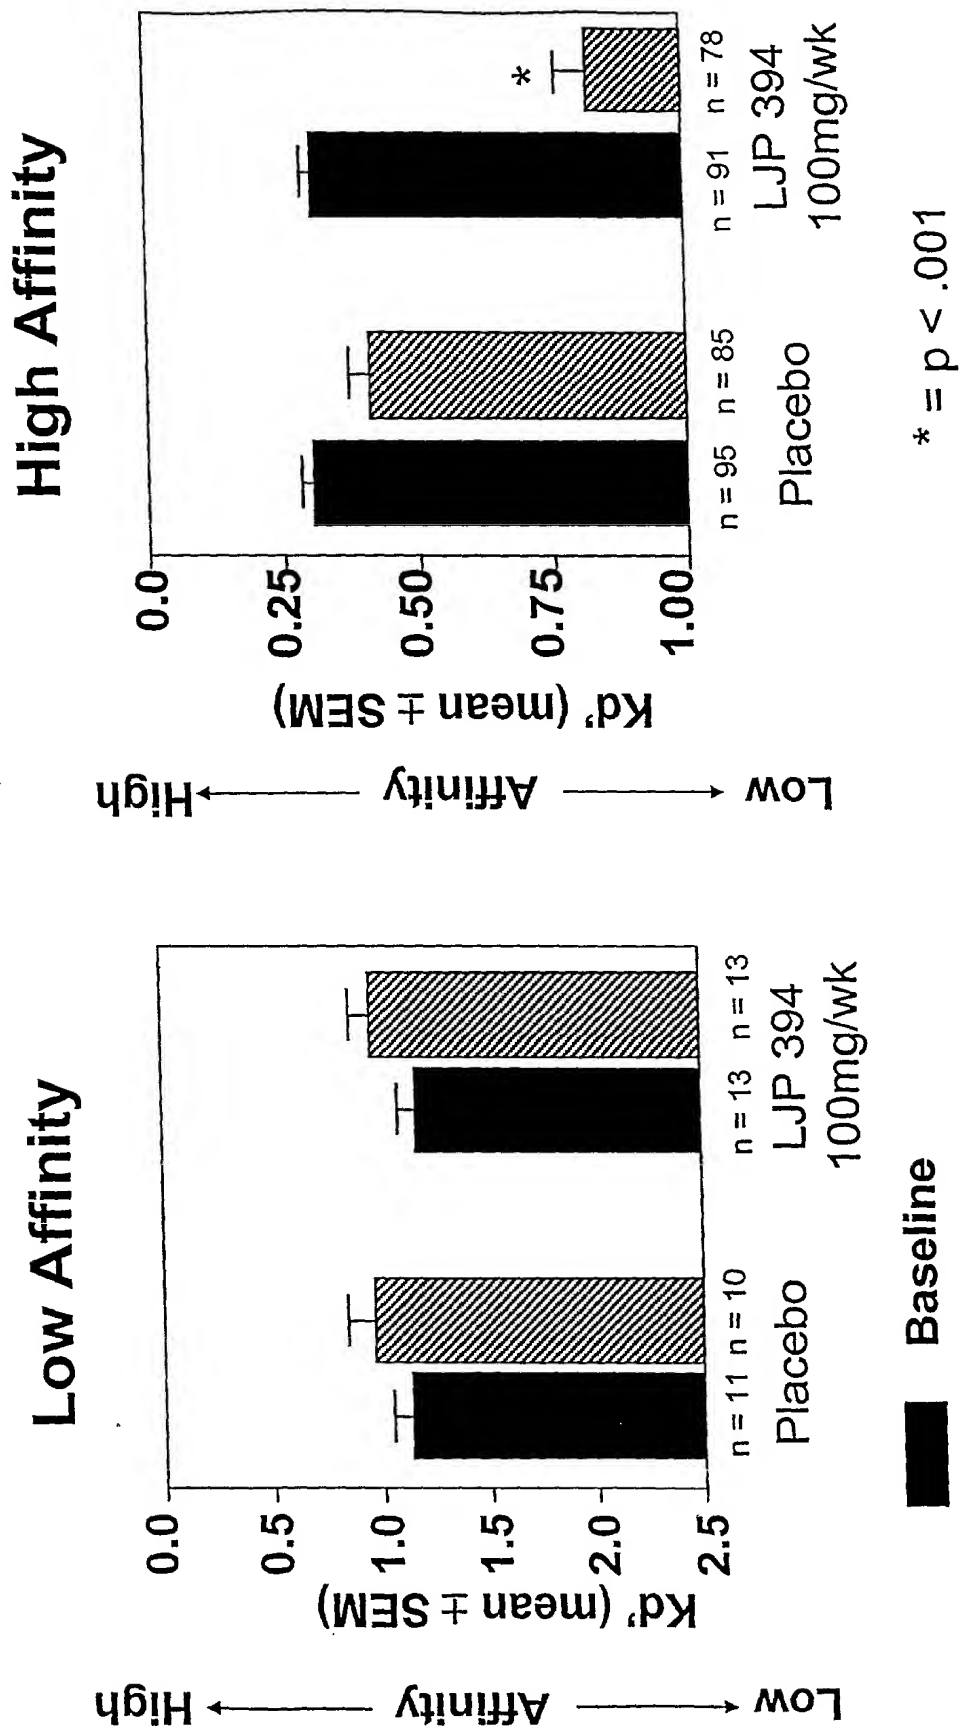 Low Affinity
High
Affinity
Low
Kd' (mean ± SEM)
0.0
0.5
1.0
1.5
2.0
2.5
n = 11 n = 10 n = 13 n = 13
Placebo LJP 394
100mg/wk
Baseline
High Affinity
High
Affinity
Low
Kd' (mean ± SEM)
0.0
0.25
0.50
0.75
1.00
*
n = 95 n = 85 n = 91 n = 78
Placebo LJP 394
100mg/wk
* = p < .001